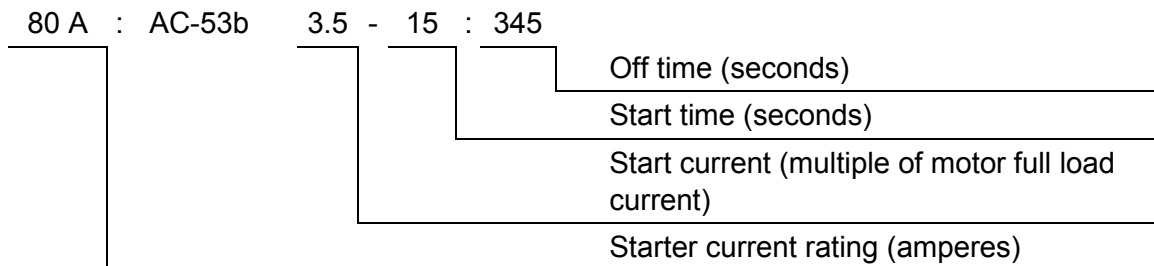 80 A : AC-53b 3.5 - 15 : 345
Off time (seconds)
Start time (seconds)
Start current (multiple of motor full load
current)
Starter current rating (amperes)